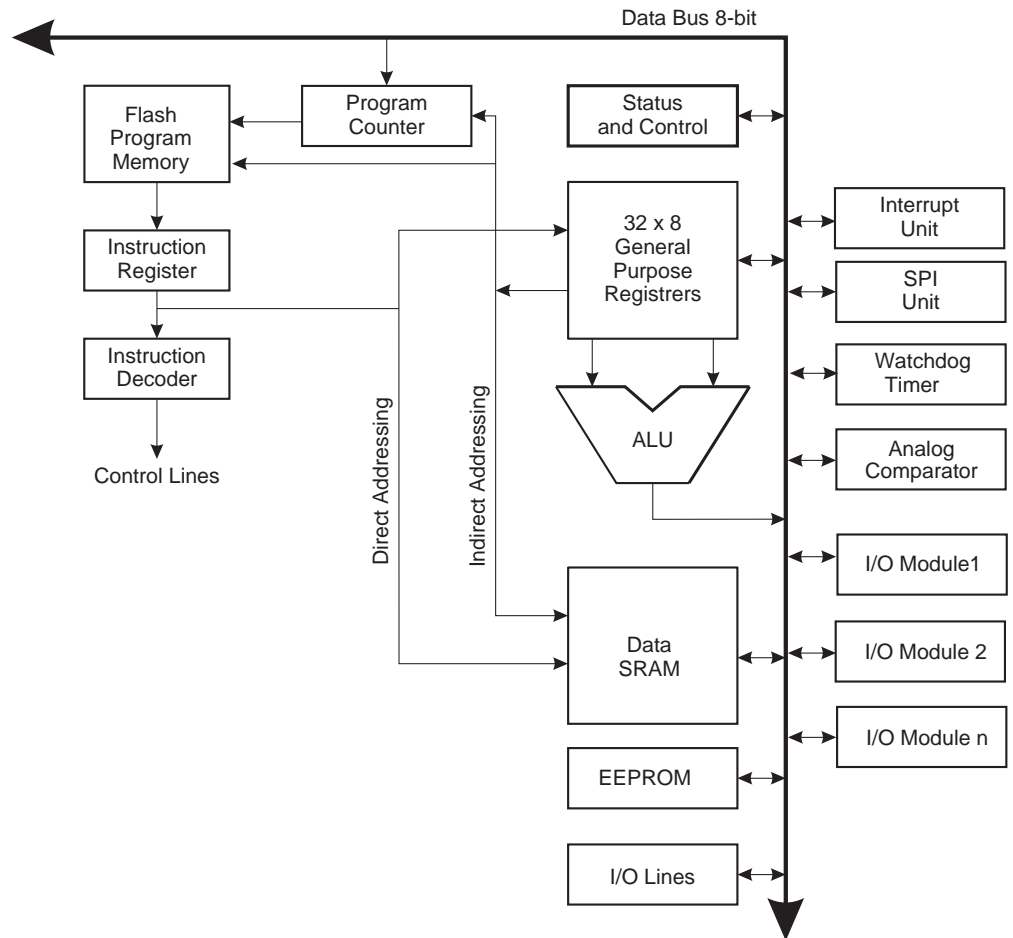 Data Bus 8-bit
Flash
Program
Memory
Program
Counter
Status
and Control
32 x 8
General
Purpose
Registrers
Interrupt
Unit
Instruction
Register
SPI
Unit
Instruction
Decoder
Watchdog
Timer
Control Lines
Direct Addressing
Indirect Addressing
ALU
Analog
Comparator
I/O Module1
Data
SRAM
I/O Module 2
I/O Module n
EEPROM
I/O Lines